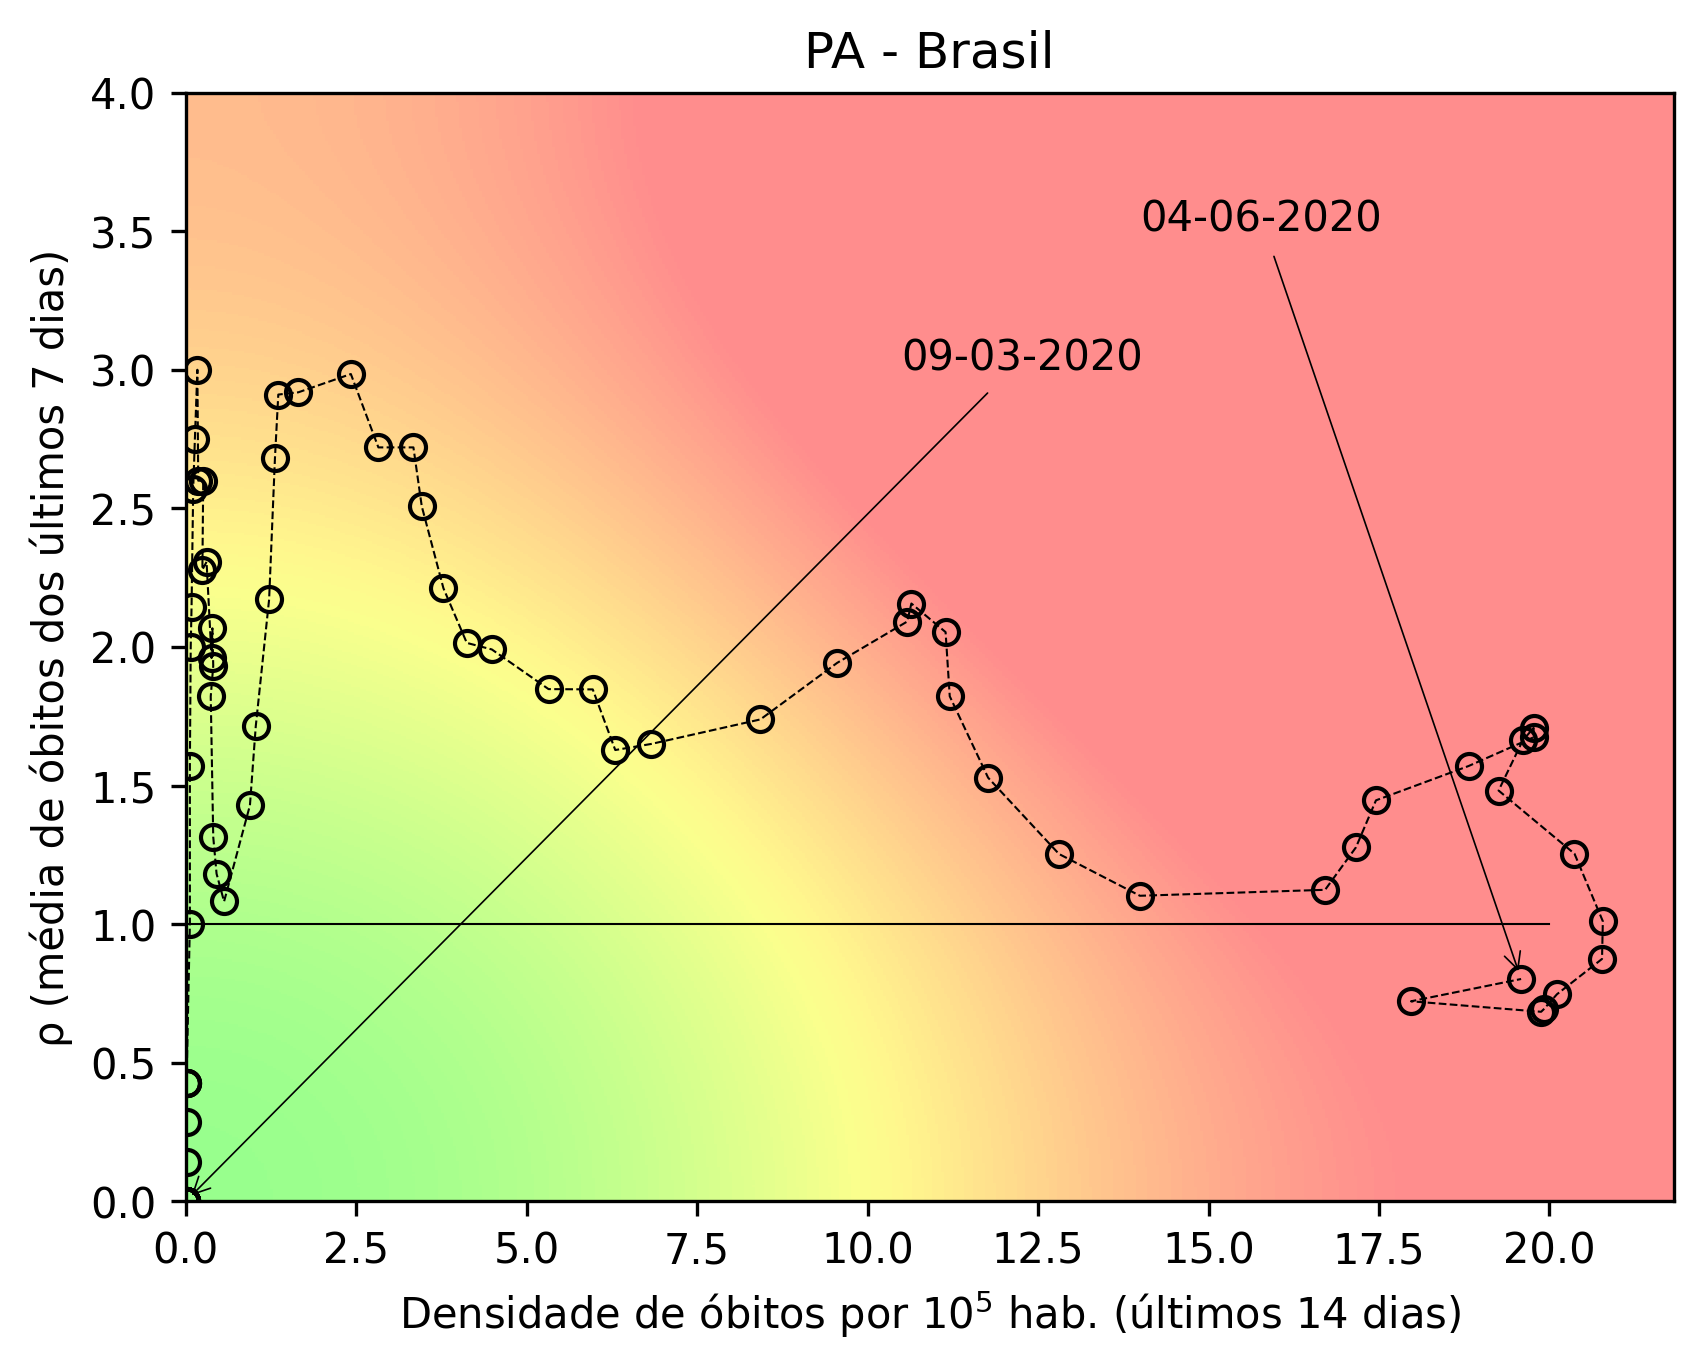 PA - Brasil
4.0
3.5
3.0
2.5
2.0
1.5
1.0
0.5
0.0
ρ (média de óbitos dos últimos 7 dias)
04-06-2020
09-03-2020
0.0 2.5 5.0 7.5 10.0 12.5 15.0 17.5 20.0
Densidade de óbitos por 10⁵ hab. (últimos 14 dias)